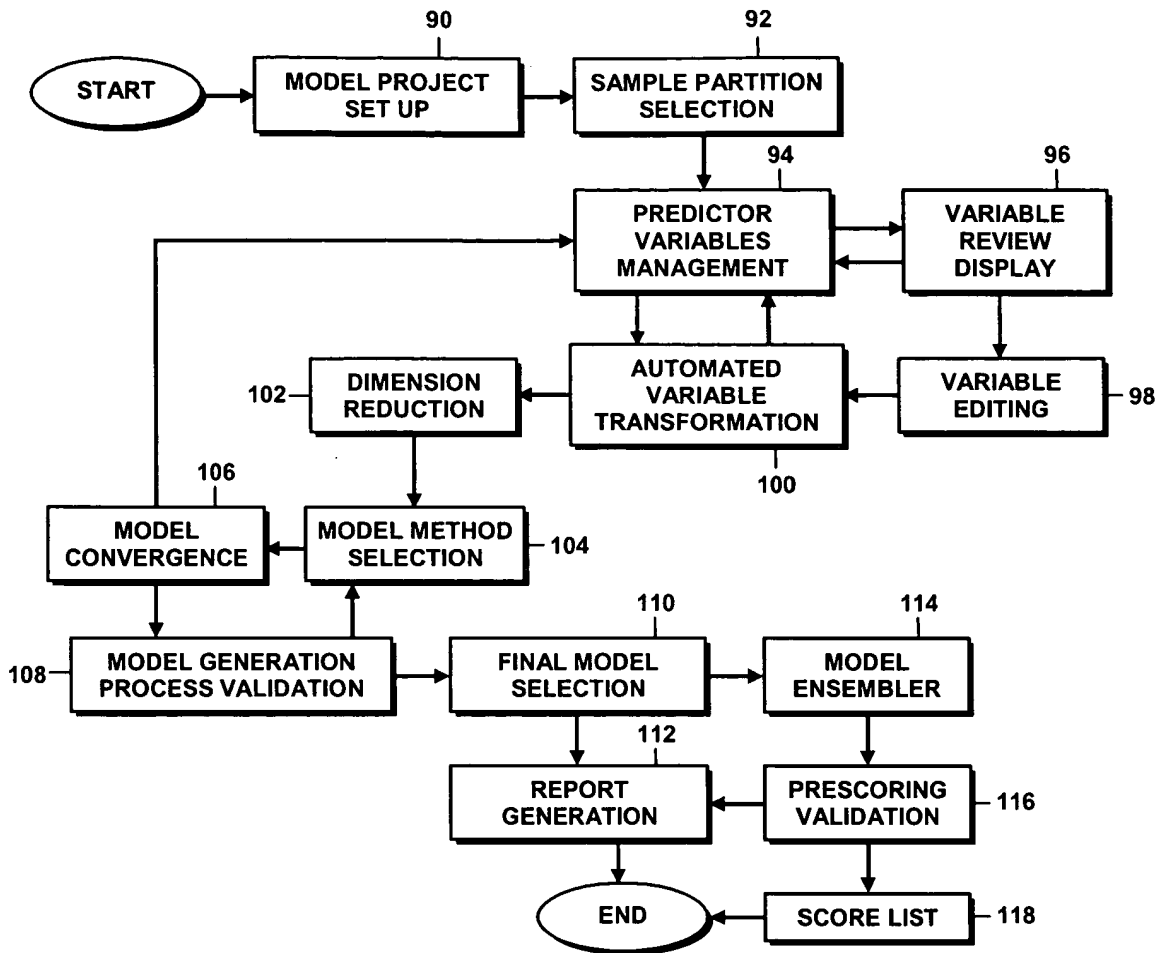 90
92
START
MODEL PROJECT
SET UP
SAMPLE PARTITION
SELECTION
94
96
PREDICTOR
VARIABLES
MANAGEMENT
VARIABLE
REVIEW
DISPLAY
102
DIMENSION
REDUCTION
AUTOMATED
VARIABLE
TRANSFORMATION
VARIABLE
EDITING
98
100
106
MODEL
CONVERGENCE
MODEL METHOD
SELECTION
104
110
114
108
MODEL GENERATION
PROCESS VALIDATION
FINAL MODEL
SELECTION
MODEL
ENSEMBLER
112
REPORT
GENERATION
PRESCORING
VALIDATION
116
END
SCORE LIST
118